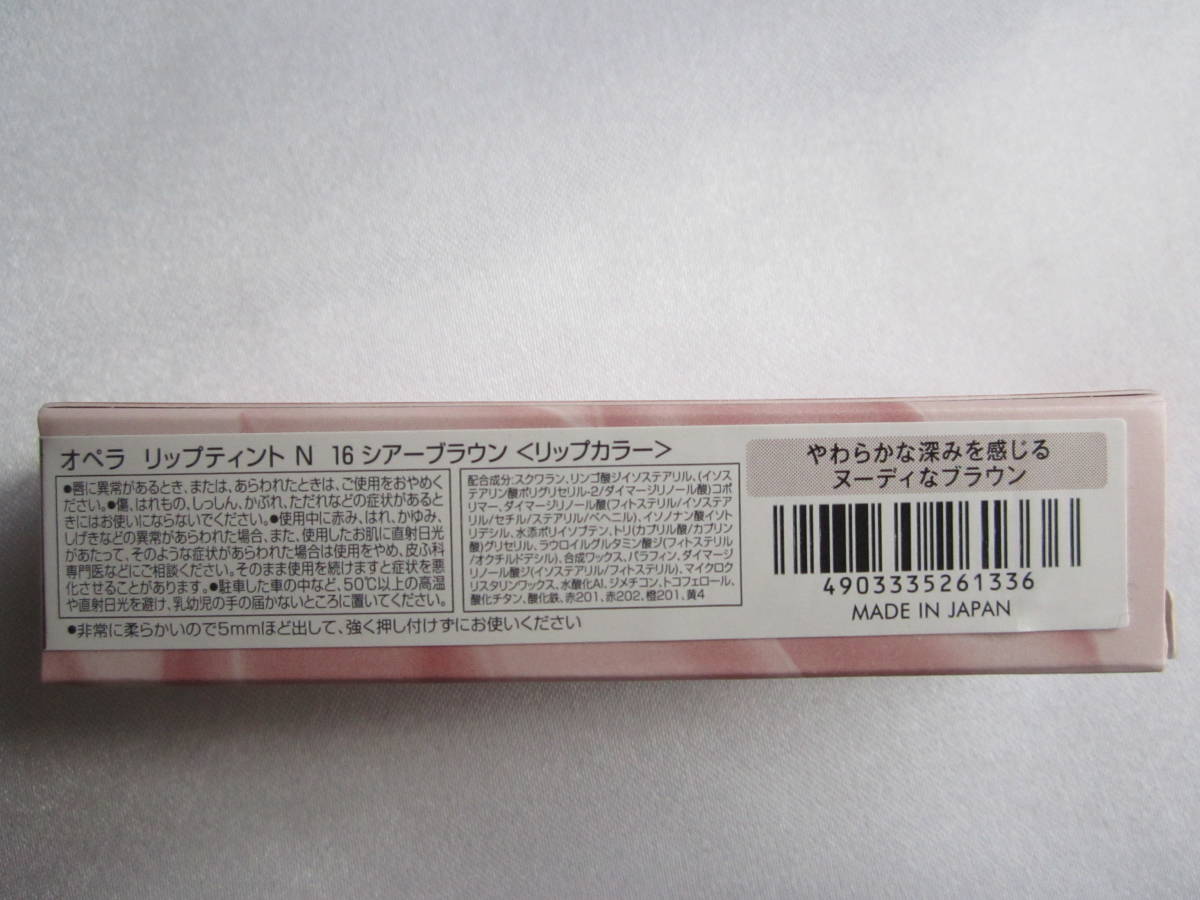 オペラ リップティント N 16 シアーブラウン <リップカラー>
●唇に異常があるとき、または、あらわれたときは、ご使用をおやめく
ださい。●傷、はれもの、しっしん、かぶれ、ただれなどの症状があると
きにはお使いにならないでください。●使用中に赤み、はれ、かゆみ、
しげきなどの異常があらわれた場合、また、使用したお肌に直射日光
があたって、そのような症状があらわれた場合は使用をやめ、皮ふ科
専門医などにご相談ください。そのまま使用を続けますと症状を悪
化させることがあります。●駐車した車の中など、50℃以上の高温
や直射日光を避け、乳幼児の手の届かないところに置いてください。
●非常に柔らかいので5mmほど出して、強く押し付けずにお使いください
配合成分:スクワラン、リンゴ酸ジイソステアリル、(イソス
テアリン酸ポリグリセリル-2/ダイマージリノール酸)コポ
リマー、ダイマージリノール酸(フィトステリル/イソステア
リル/セチル/ステアリル/ベヘニル)、イソノナン酸イソト
リデシル、水添ポリイソブテン、トリ(カプリル酸/カプリン
酸)グリセリル、ラウロイルグルタミン酸ジ(フィトステリル
/オクチルドデシル)、合成ワックス、パラフィン、ダイマージ
リノール酸ジ(イソステアリル/フィトステリル)、マイクロク
リスタリンワックス、水酸化Al、ジメチコン、トコフェロール、
酸化チタン、酸化鉄、赤201、赤202、橙201、黄4
やわらかな深みを感じる
ヌーディなブラウン
4903335261336
MADE IN JAPAN